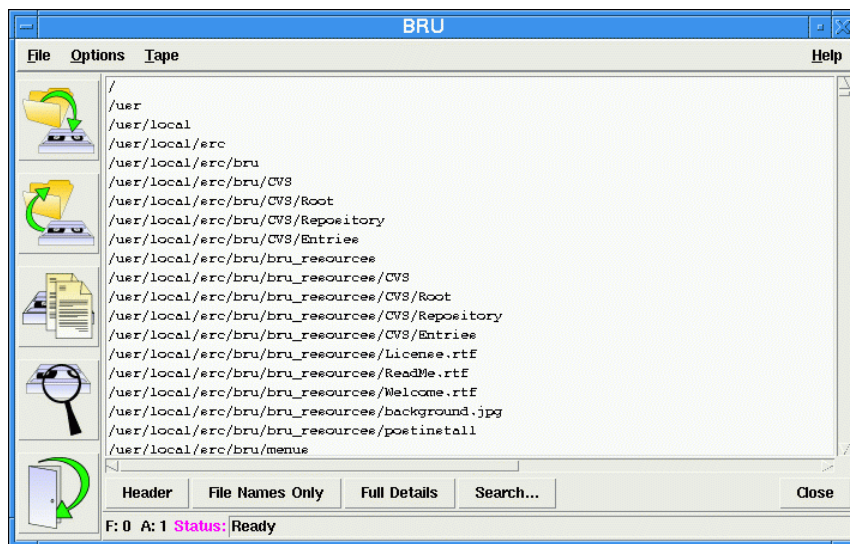 BRU
File Options Tape Help
/
/usr
/usr/local
/usr/local/src
/usr/local/src/bru
/usr/local/src/bru/CVS
/usr/local/src/bru/CVS/Root
/usr/local/src/bru/CVS/Repository
/usr/local/src/bru/CVS/Entries
/usr/local/src/bru/bru_resources
/usr/local/src/bru/bru_resources/CVS
/usr/local/src/bru/bru_resources/CVS/Root
/usr/local/src/bru/bru_resources/CVS/Repository
/usr/local/src/bru/bru_resources/CVS/Entries
/usr/local/src/bru/bru_resources/License.rtf
/usr/local/src/bru/bru_resources/ReadMe.rtf
/usr/local/src/bru/bru_resources/Welcome.rtf
/usr/local/src/bru/bru_resources/background.jpg
/usr/local/src/bru/bru_resources/postinstall
/usr/local/src/bru/menus
Header File Names Only Full Details Search... Close
F: 0 A: 1 Status: Ready